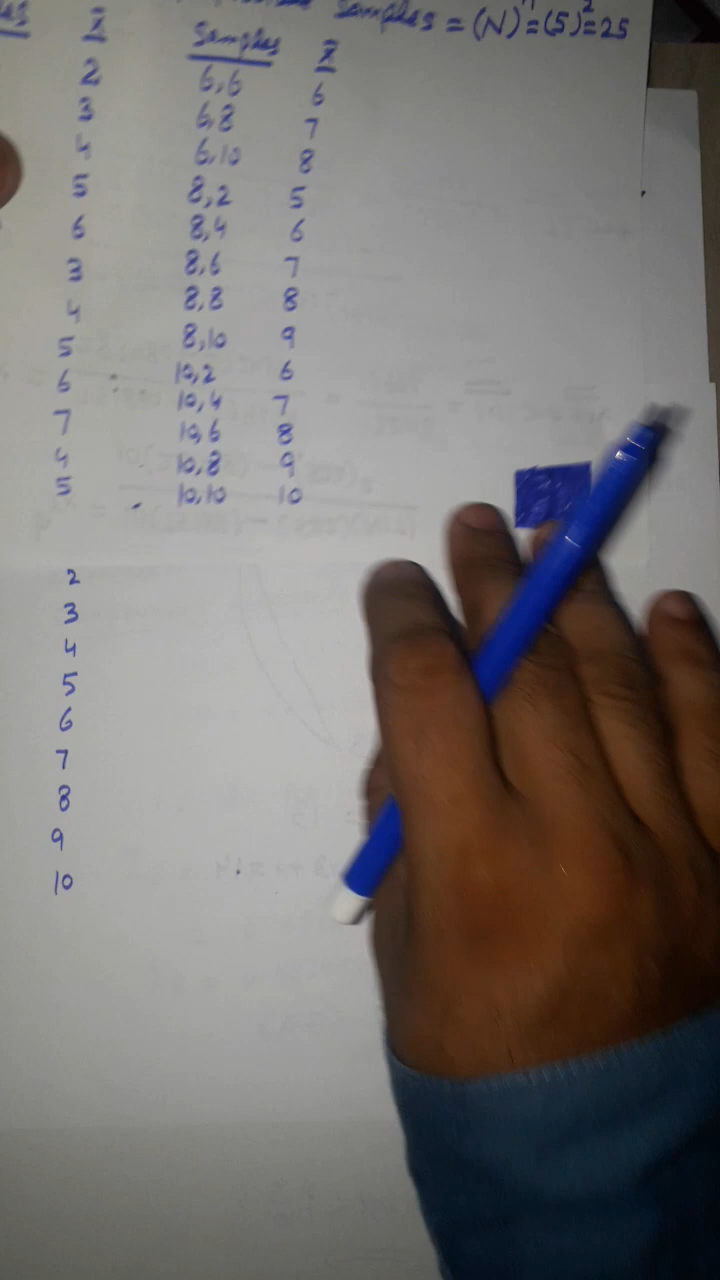 samples = (N)ⁿ = (5)² = 25
x̄ Samples x̄
2 6,6 6
3 6,8 7
4 6,10 8
5 8,2 5
6 8,4 6
3 8,6 7
4 8,8 8
5 8,10 9
6 10,2 6
7 10,4 7
4 10,6 8
5 10,8 9
10,10 10
2
3
4
5
6
7
8
9
10